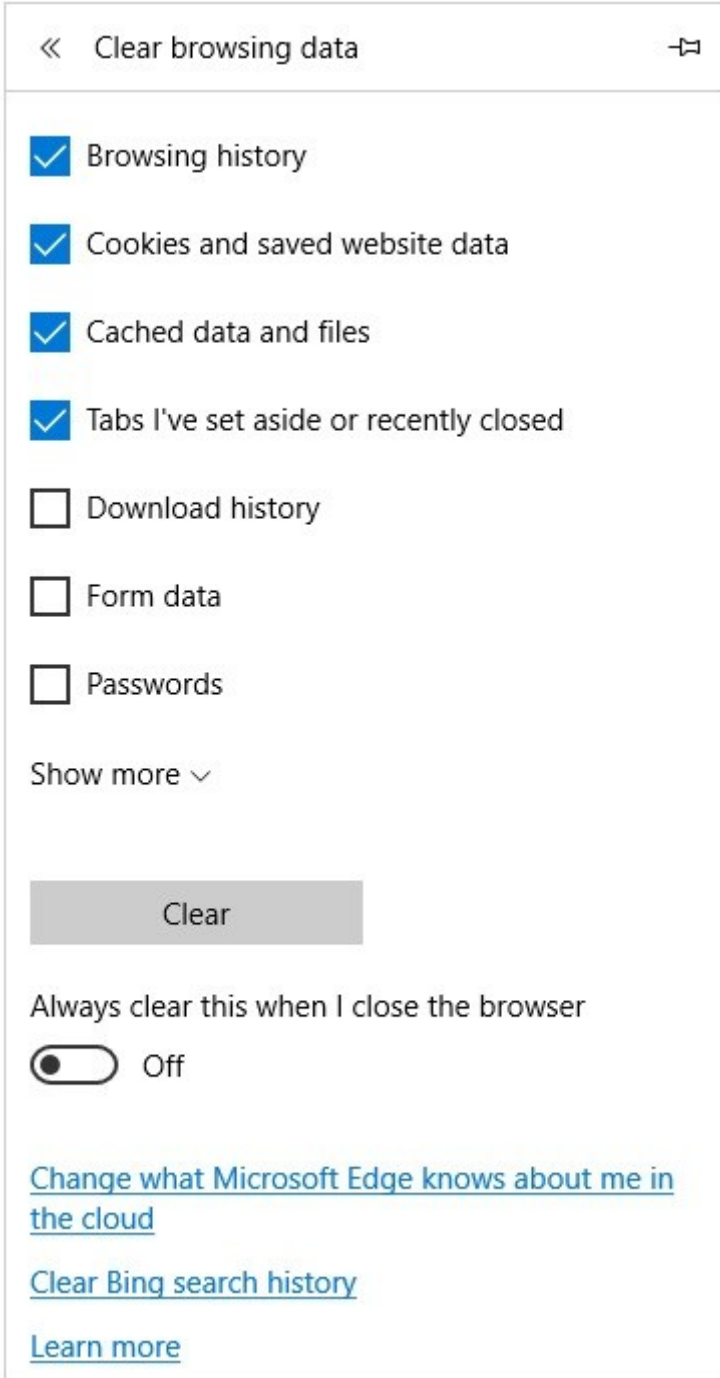 Clear browsing data
Browsing history
Cookies and saved website data
Cached data and files
Tabs I've set aside or recently closed
Download history
Form data
Passwords
Show more
Clear
Always clear this when I close the browser
Off
Change what Microsoft Edge knows about me in
the cloud
Clear Bing search history
Learn more